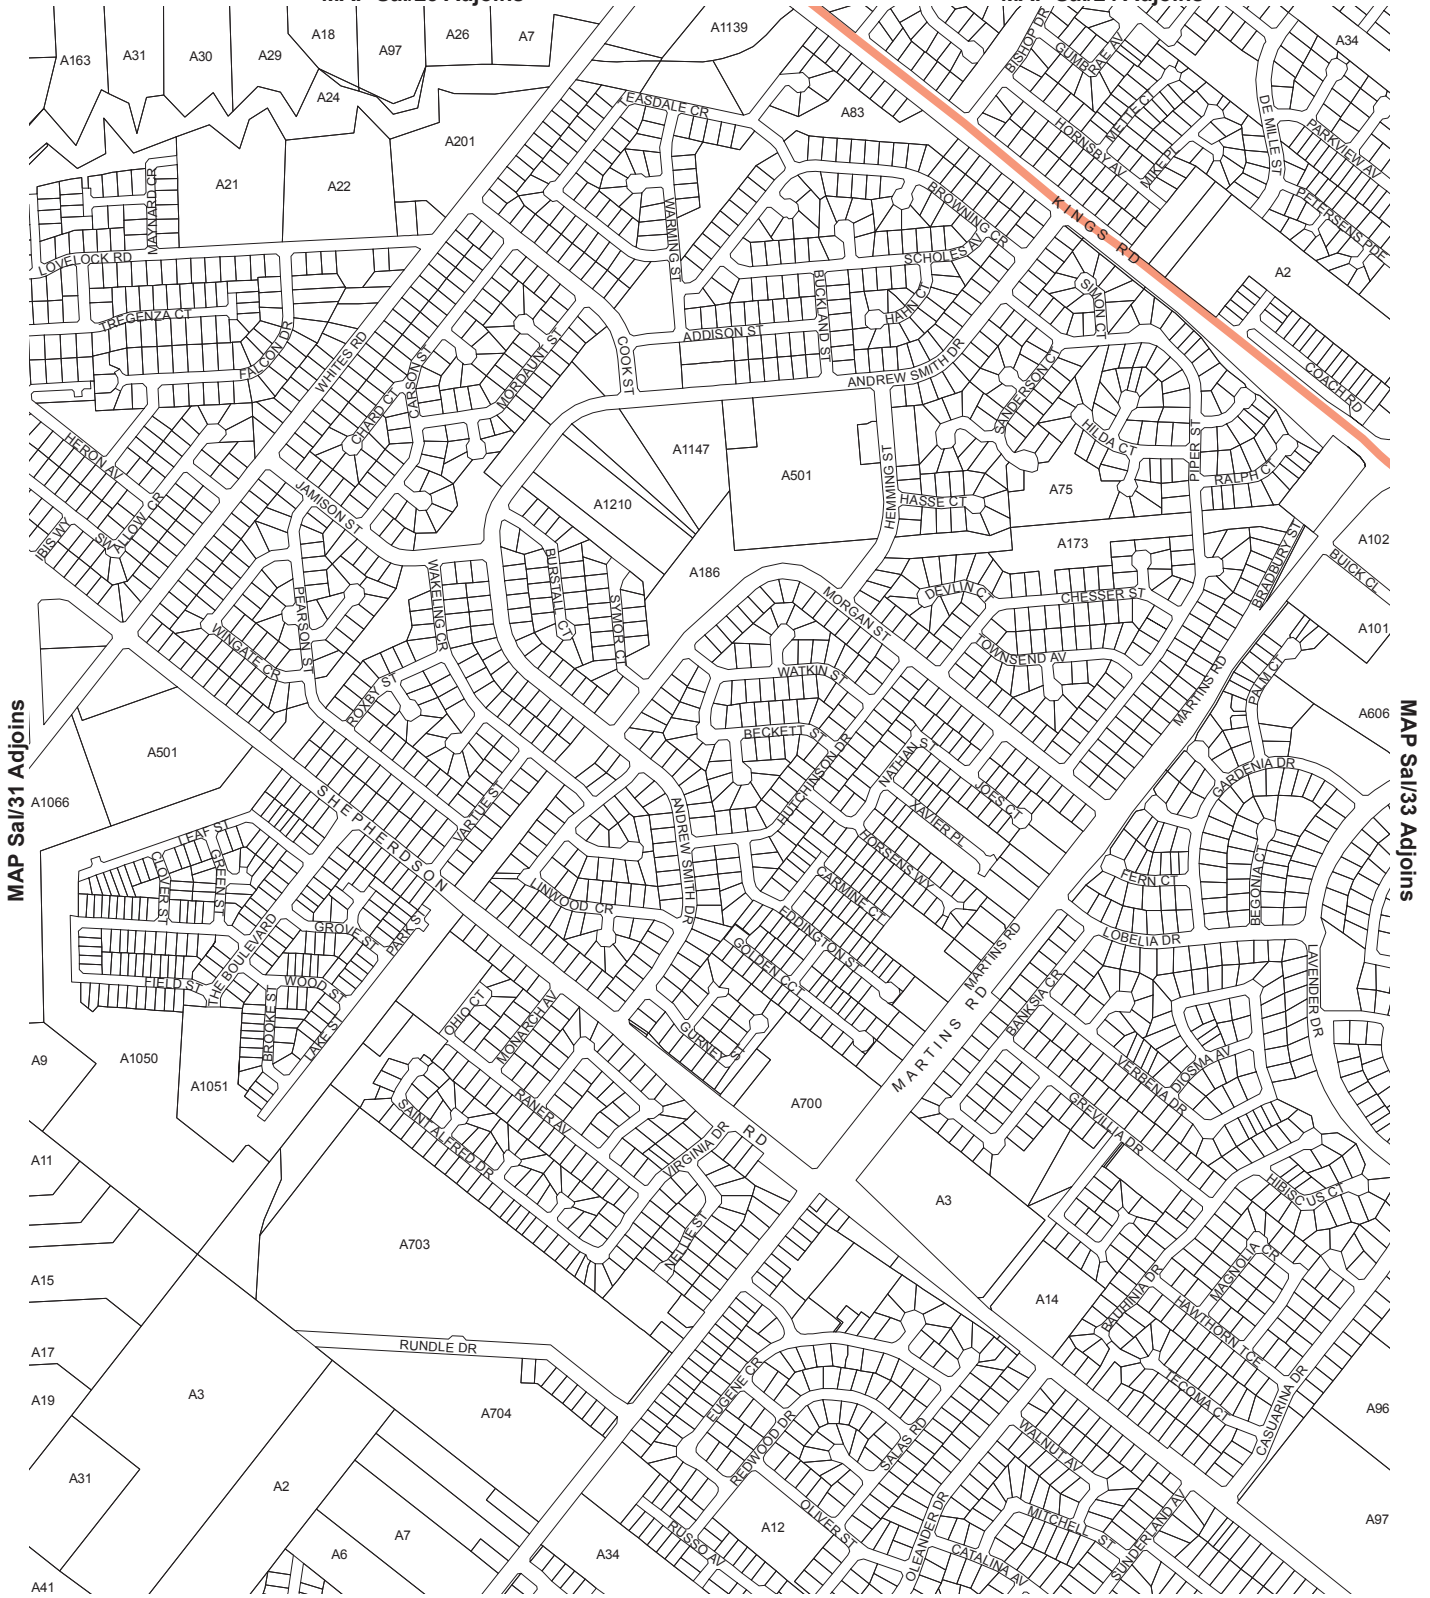 A1139
A18
A26
A7
A34
A163
A31
A30
A29
A97
BISHOP DR
GUMBRAE AV
A24
EASDALE CR
A83
METTE CT
DE MILLE ST
HORNSBY AV
PARKVIEW AV
A201
MIKE PL
A21
A22
MAYNARD CR
WARMING ST
BROWNING CR
KINGS RD
PETERSENS PDE
LOVELOCK RD
SCHOLES AV
A2
TREGENZA CT
BUCKLAND ST
HAHN CT
SIMON CT
ADDISON ST
FALCON DR
WHITES RD
CARSON ST
MORDAUNT ST
COOK ST
ANDREW SMITH DR
COACH RD
CHARD CT
SANDERSON CT
HERON AV
HILDA CT
PIPER ST
A1147
A501
HEMMING ST
RALPH CT
JAMISON ST
A1210
HASSE CT
A75
SWALLOW CR
IBIS WY
A173
A102
BRADBURY ST
BUICK CL
A186
BURSTALL CT
WAKELING CR
SYMOR CT
MORGAN ST
DEVLIN CT
CHESSER ST
PEARSON ST
A101
WINGATE CR
TOWNSEND AV
WATKIN ST
ROXBY ST
MARTINS RD
PALM CT
A606
MAP Sal/31 Adjoins
MAP Sal/33 Adjoins
A501
BECKETT ST
HUTCHINSON DR
NATHAN ST
GARDENIA DR
A1066
SHEPHERDSON
VARTUE ST
ANDREW SMITH DR
JOES CT
XAVIER PL
LEAF ST
GREEN ST
CLOVER ST
HORSENS WY
FERN CT
BEGONIA CT
LINWOOD CR
CARMINE CT
THE BOULEVARD
GROVE ST
PARK ST
EDDINGTON ST
LOBELIA DR
GOLDEN CCT
MARTINS RD
LAVENDER DR
FIELD ST
WOOD ST
BROOKE ST
LAKE ST
OHIO CT
MONARCH AV
GURNEY ST
MARTINS RD
BANKSIA CR
A9
A1050
A1051
VERBENA DR
DIOSMA AV
A700
RANER AV
SAINT ALFRED DR
GREVILLIA DR
RD
VIRGINIA DR
A11
HIBISCUS CT
A3
A703
NELLIE ST
MAGNOLIA CR
A15
A14
BAUHINIA DR
HAWTHORN TCE
A17
RUNDLE DR
A19
A3
EUGENE CR
TECOMA CT
CASUARINA DR
A96
A704
REDWOOD DR
SALAS RD
WALNUT AV
A31
A2
OLIVER ST
OLEANDER DR
MITCHELL ST
SUNDERLAND AV
A97
A7
A12
RUSSO AV
A6
A34
CATALINA AV
A41